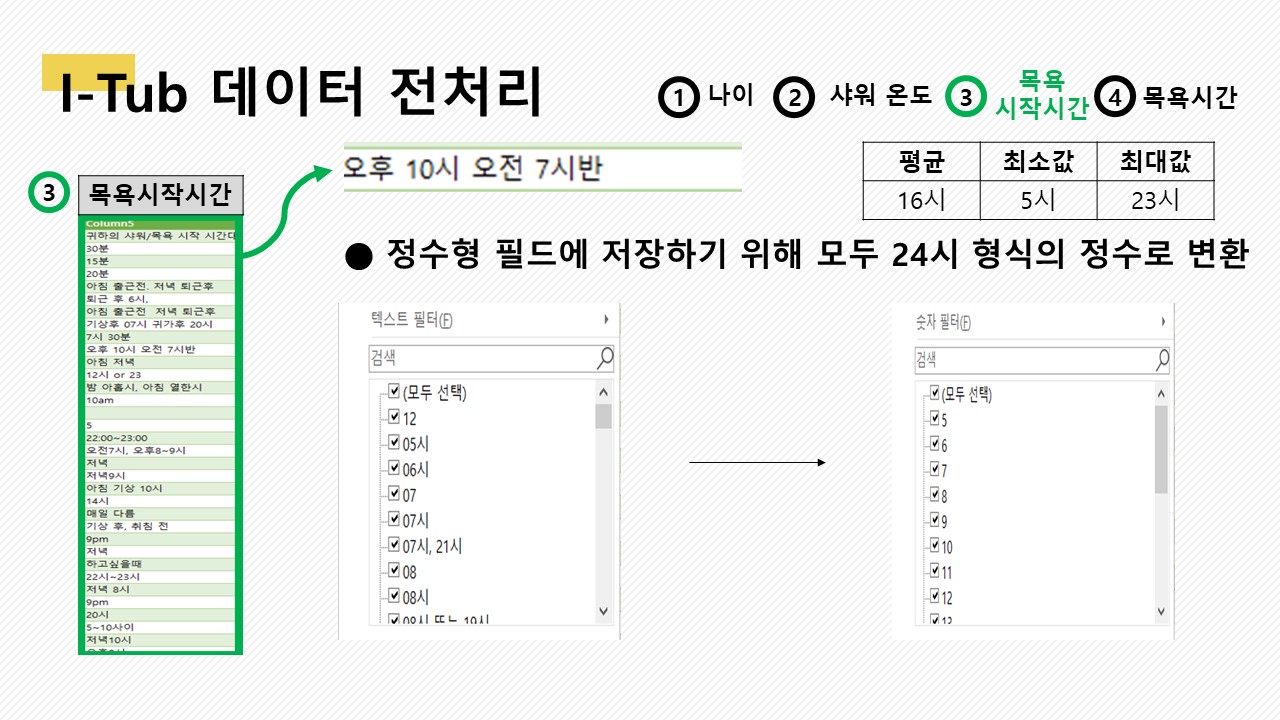 I-Tub 데이터 전처리
1 나이
2 샤워 온도
3 목욕
시작시간
4 목욕시간
3 목욕시작시간
Column5
귀하의 샤워/목욕 시작 시간대
30분
15분
20분
아침 출근전. 저녁 퇴근후
퇴근 후 6시,
아침 출근전 저녁 퇴근후
기상후 07시 귀가후 20시
7시 30분
오후 10시 오전 7시반
아침 저녁
12시 or 23
밤 아홉시, 아침 열한시
10am
5
22:00~23:00
오전7시, 오후8~9시
저녁
저녁9시
아침 기상 10시
14시
매일 다름
기상 후, 취침 전
9pm
저녁
하고싶을때
22시~23시
저녁 8시
9pm
20시
5~10사이
저녁10시
오후 10시 오전 7시반
평균 최소값 최대값
16시 5시 23시
● 정수형 필드에 저장하기 위해 모두 24시 형식의 정수로 변환
텍스트 필터(F)
검색
(모두 선택)
12
05시
06시
07
07시
07시, 21시
08
08시
08시 또는 19시
숫자 필터(F)
검색
(모두 선택)
5
6
7
8
9
10
11
12
13